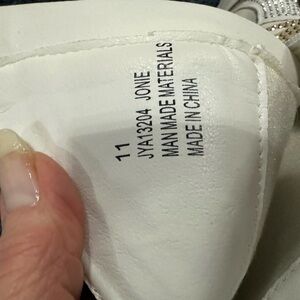 11
JYA13204 JONIE
MAN MADE MATERIALS
MADE IN CHINA